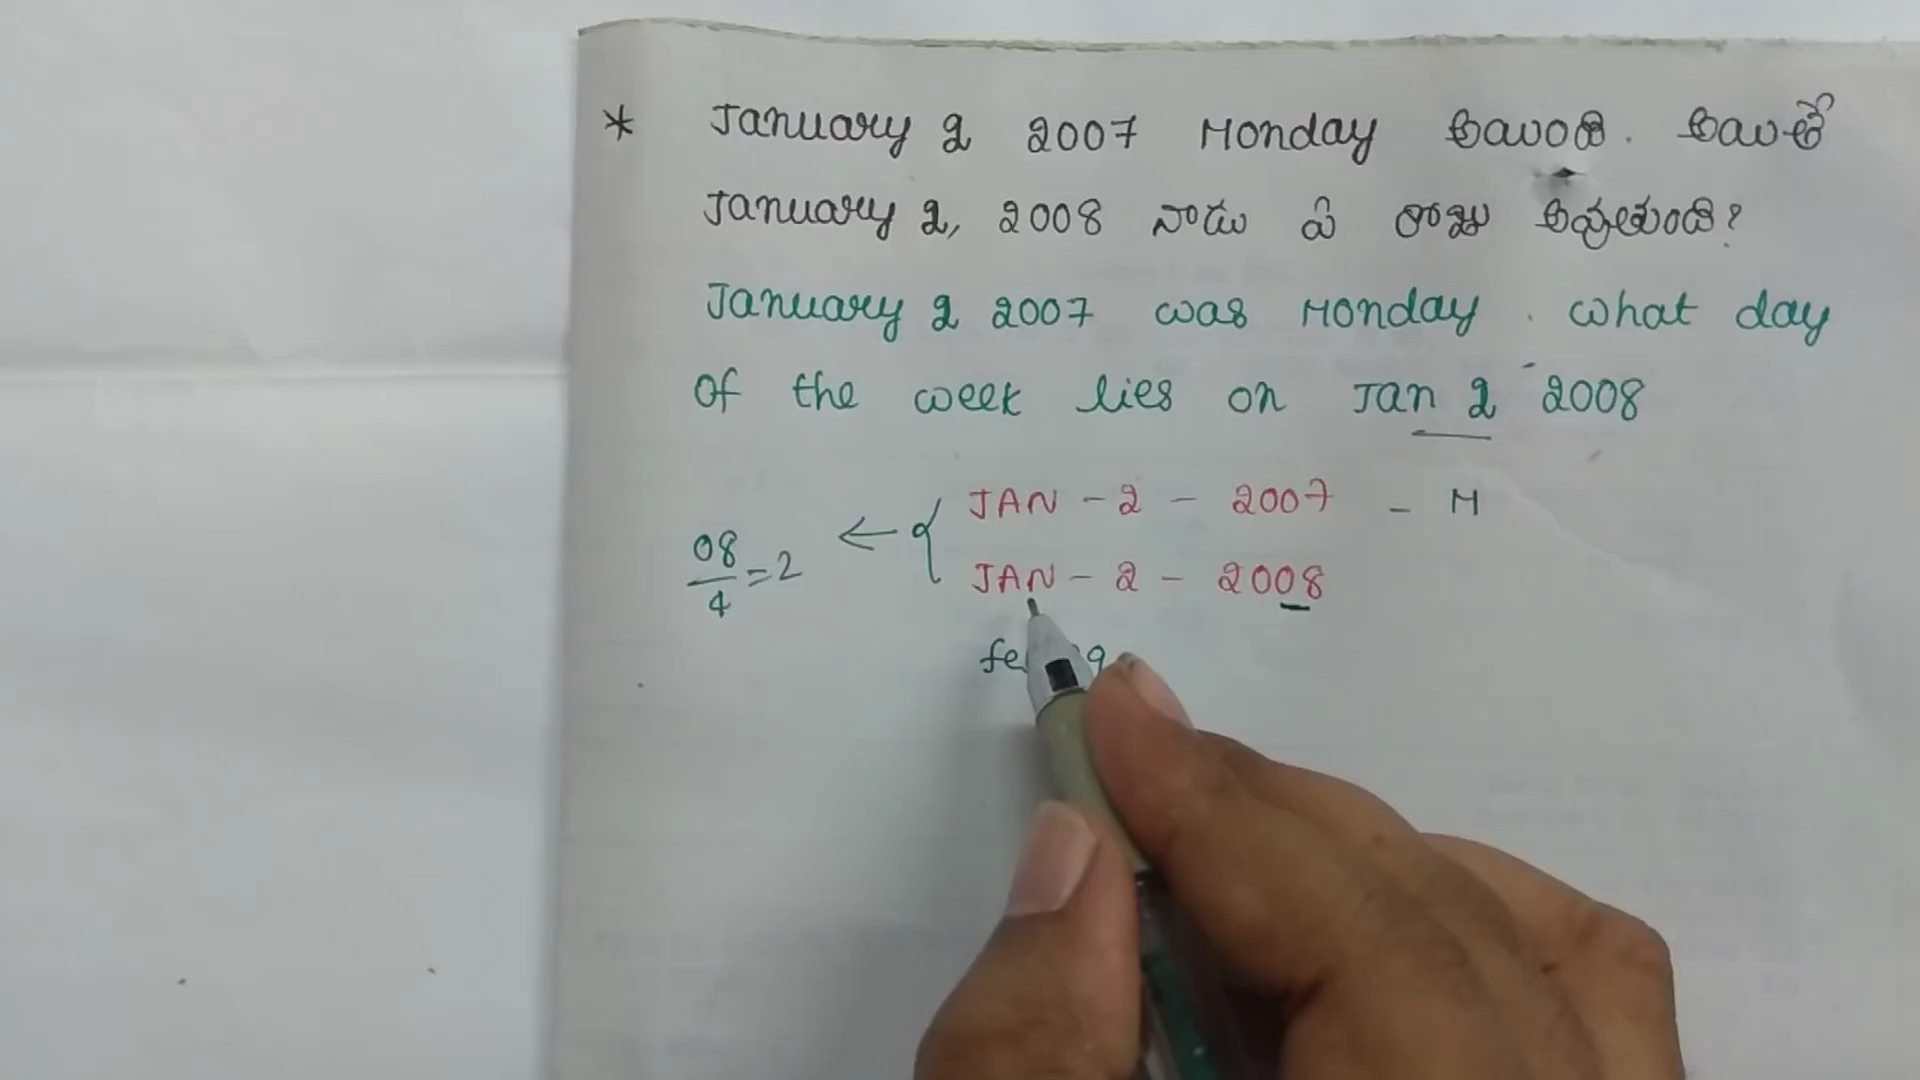 * January 2 2007 Monday అయింది. అయితే
January 2, 2008 నాడు ఏ రోజు అవుతుంది?
January 2 2007 was Monday. what day
of the week lies on Jan 2 2008
JAN - 2 - 2007 - M
08/4 = 2 ← { JAN - 2 - 2008